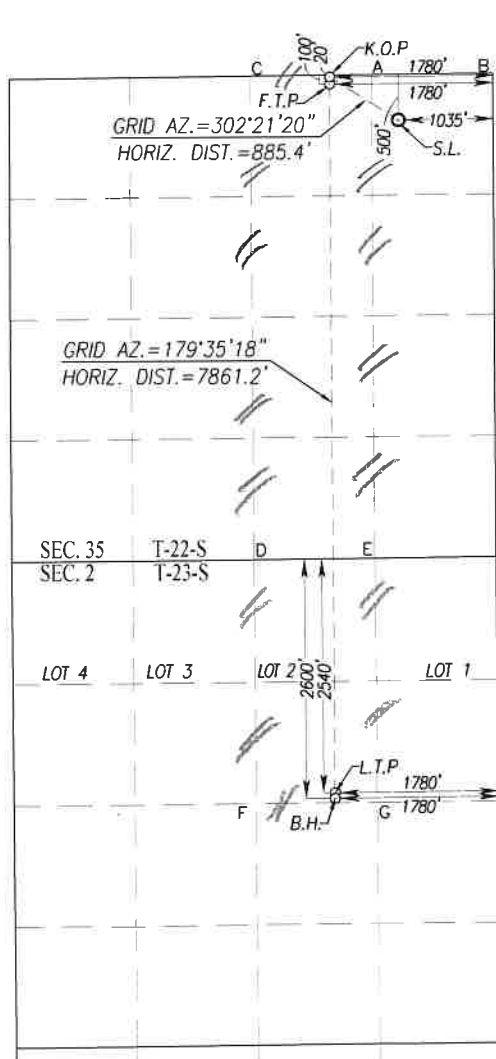 K.O.P
C 100' 20' A 1780' B
F.T.P 1780'
GRID AZ.=302°21'20"
HORIZ. DIST.=885.4'
500' 1035'
S.L.
GRID AZ.=179°35'18"
HORIZ. DIST.=7861.2'
SEC. 35 T-22-S D E
SEC. 2 T-23-S
LOT 4 LOT 3 LOT 2 2600' 2540' LOT 1
L.T.P
1780'
F B.H. G 1780'